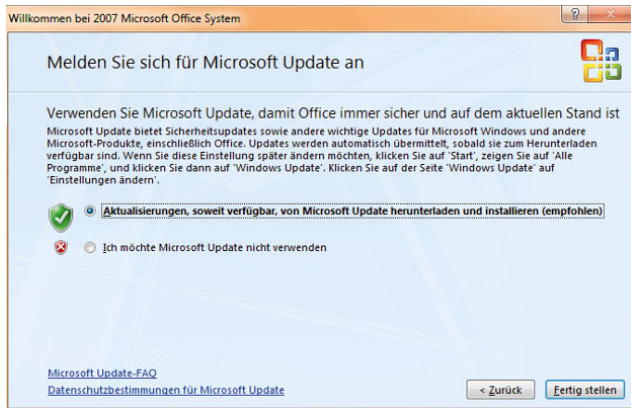 Willkommen bei 2007 Microsoft Office System
Melden Sie sich für Microsoft Update an
Verwenden Sie Microsoft Update, damit Office immer sicher und auf dem aktuellen Stand ist
Microsoft Update bietet Sicherheitsupdates sowie andere wichtige Updates für Microsoft Windows und andere
Microsoft-Produkte, einschließlich Office. Updates werden automatisch übermittelt, sobald sie zum Herunterladen
verfügbar sind. Wenn Sie diese Einstellung später ändern möchten, klicken Sie auf 'Start', zeigen Sie auf 'Alle
Programme', und klicken Sie dann auf 'Windows Update'. Klicken Sie auf der Seite 'Windows Update' auf
'Einstellungen ändern'.
Aktualisierungen, soweit verfügbar, von Microsoft Update herunterladen und installieren (empfohlen)
Ich möchte Microsoft Update nicht verwenden
Microsoft Update-FAQ
Datenschutzbestimmungen für Microsoft Update
< Zurück
Fertig stellen